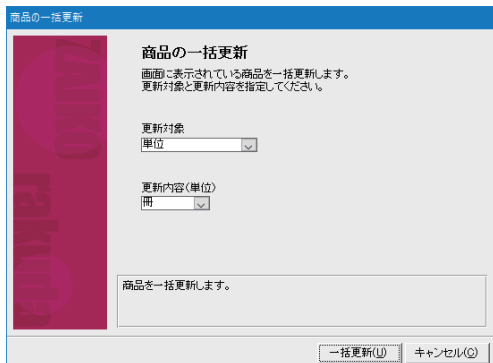 商品の一括更新
ZAIKO
rakuda
商品の一括更新
画面に表示されている商品を一括更新します。
更新対象と更新内容を指定してください。
更新対象
単位
更新内容(単位)
冊
商品を一括更新します。
一括更新(U)
キャンセル(C)